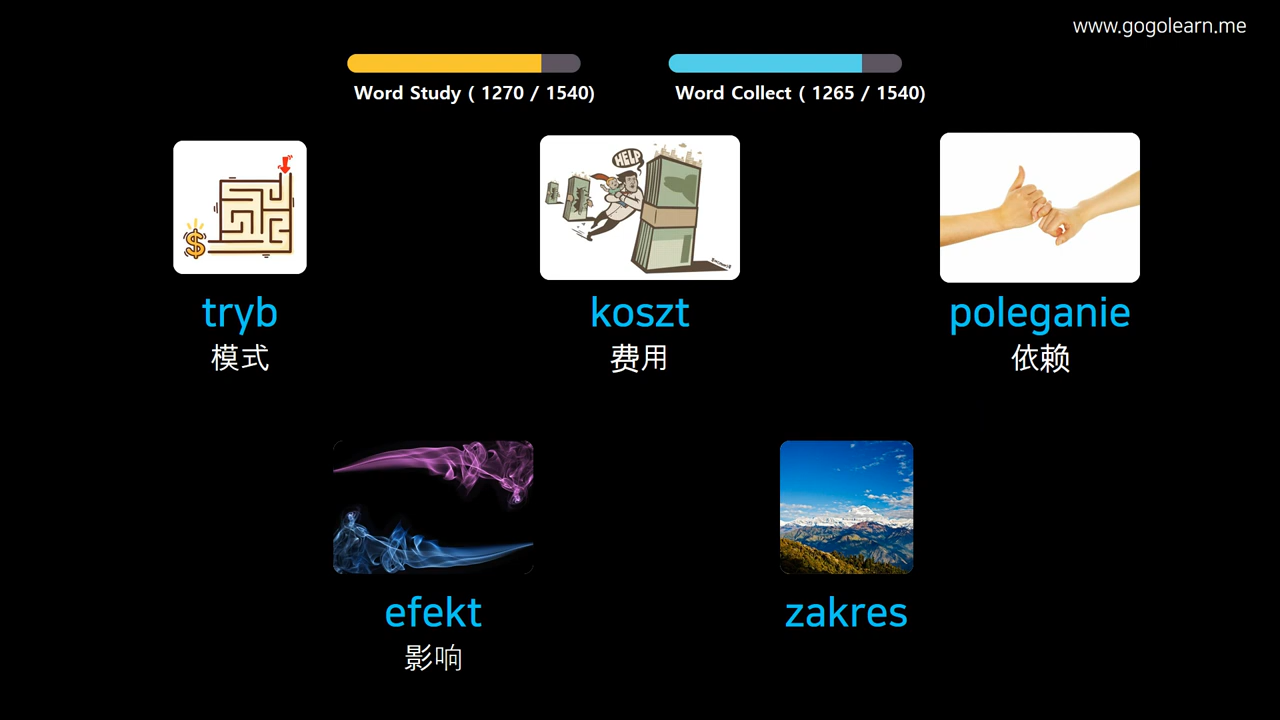 www.gogolearn.me
Word Study ( 1270 / 1540)
Word Collect ( 1265 / 1540)
HELP
tryb
模式
koszt
费用
poleganie
依赖
efekt
影响
zakres